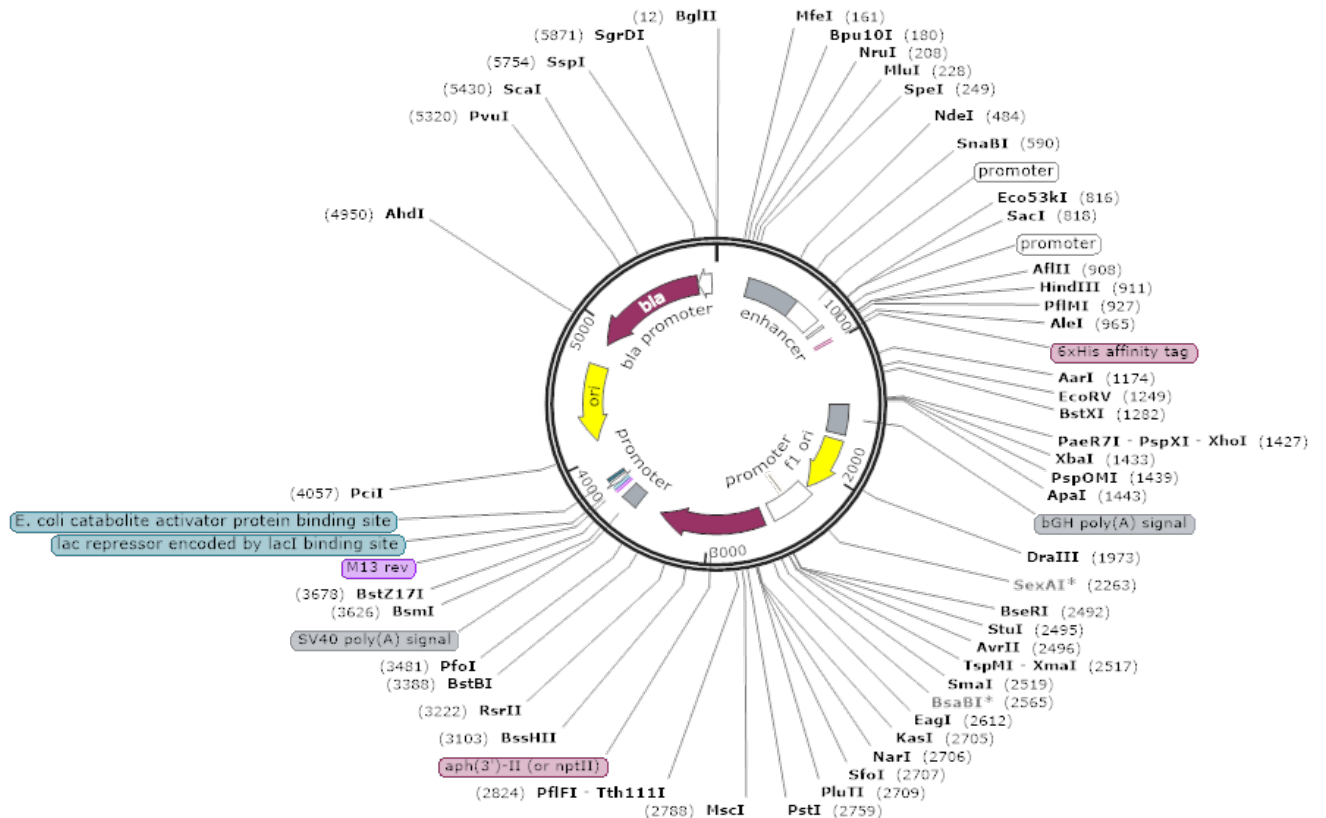 (12) BglII
(5871) SgrDI
(5754) SspI
(5430) ScaI
(5320) PvuI
(4950) AhdI
MfeI (161)
Bpu10I (180)
NruI (208)
MluI (228)
SpeI (249)
NdeI (484)
SnaBI (590)
promoter
Eco53kI (816)
SacI (818)
promoter
AflII (908)
HindIII (911)
PflMI (927)
AleI (965)
6xHis affinity tag
AarI (1174)
EcoRV (1249)
BstXI (1282)
PaeR7I - PspXI - XhoI (1427)
XbaI (1433)
PspOMI (1439)
ApaI (1443)
bGH poly(A) signal
DraIII (1973)
SexAI* (2263)
BseRI (2492)
StuI (2495)
AvrII (2496)
TspMI - XmaI (2517)
SmaI (2519)
BsaBI* (2565)
EagI (2612)
KasI (2705)
NarI (2706)
SfoI (2707)
PluTI (2709)
PstI (2759)
(2788) MscI
(2824) PflFI - Tth111I
aph(3')-II (or nptII)
(3103) BssHII
(3222) RsrII
(3388) BstBI
(3481) PfoI
SV40 poly(A) signal
(3626) BsmI
(3678) BstZ17I
M13 rev
lac repressor encoded by lacI binding site
E. coli catabolite activator protein binding site
(4057) PciI
1000
2000
3000
4000
5000
bla
bla promoter
enhancer
ori
promoter
promoter
f1 ori